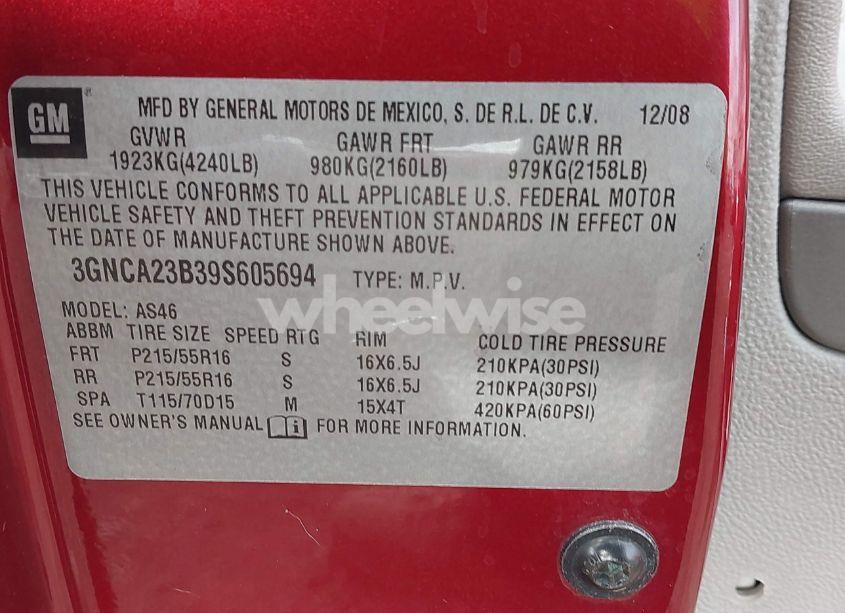 GM
MFD BY GENERAL MOTORS DE MEXICO, S. DE R.L. DE C.V. 12/08
GVWR GAWR FRT GAWR RR
1923KG(4240LB) 980KG(2160LB) 979KG(2158LB)
THIS VEHICLE CONFORMS TO ALL APPLICABLE U.S. FEDERAL MOTOR
VEHICLE SAFETY AND THEFT PREVENTION STANDARDS IN EFFECT ON
THE DATE OF MANUFACTURE SHOWN ABOVE.
3GNCA23B39S605694 TYPE: M.P.V.
wheelwise
MODEL: AS46
ABBM TIRE SIZE SPEED RTG RIM COLD TIRE PRESSURE
FRT P215/55R16 S 16X6.5J 210KPA(30PSI)
RR P215/55R16 S 16X6.5J 210KPA(30PSI)
SPA T115/70D15 M 15X4T 420KPA(60PSI)
SEE OWNER'S MANUAL FOR MORE INFORMATION.